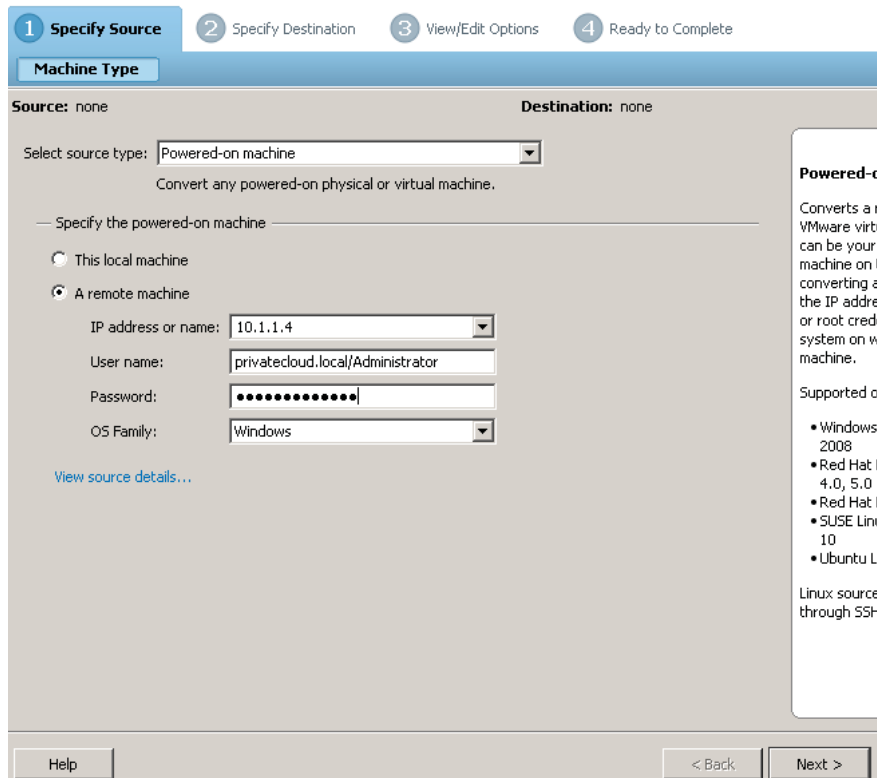 1 Specify Source 2 Specify Destination 3 View/Edit Options 4 Ready to Complete
Machine Type
Source: none Destination: none
Select source type: Powered-on machine
Convert any powered-on physical or virtual machine.
Specify the powered-on machine
This local machine
A remote machine
IP address or name: 10.1.1.4
User name: privatecloud.local/Administrator
Password: ●●●●●●●●●●●●●
OS Family: Windows
View source details...
Converts a
VMware virt
can be your
machine on
converting
the IP addre
or root cred
system on
machine.
Supported
• Windows
2008
• Red Hat
4.0, 5.0
• Red Hat
• SUSE Linu
10
• Ubuntu L
Linux source
through SSH
Help < Back Next >